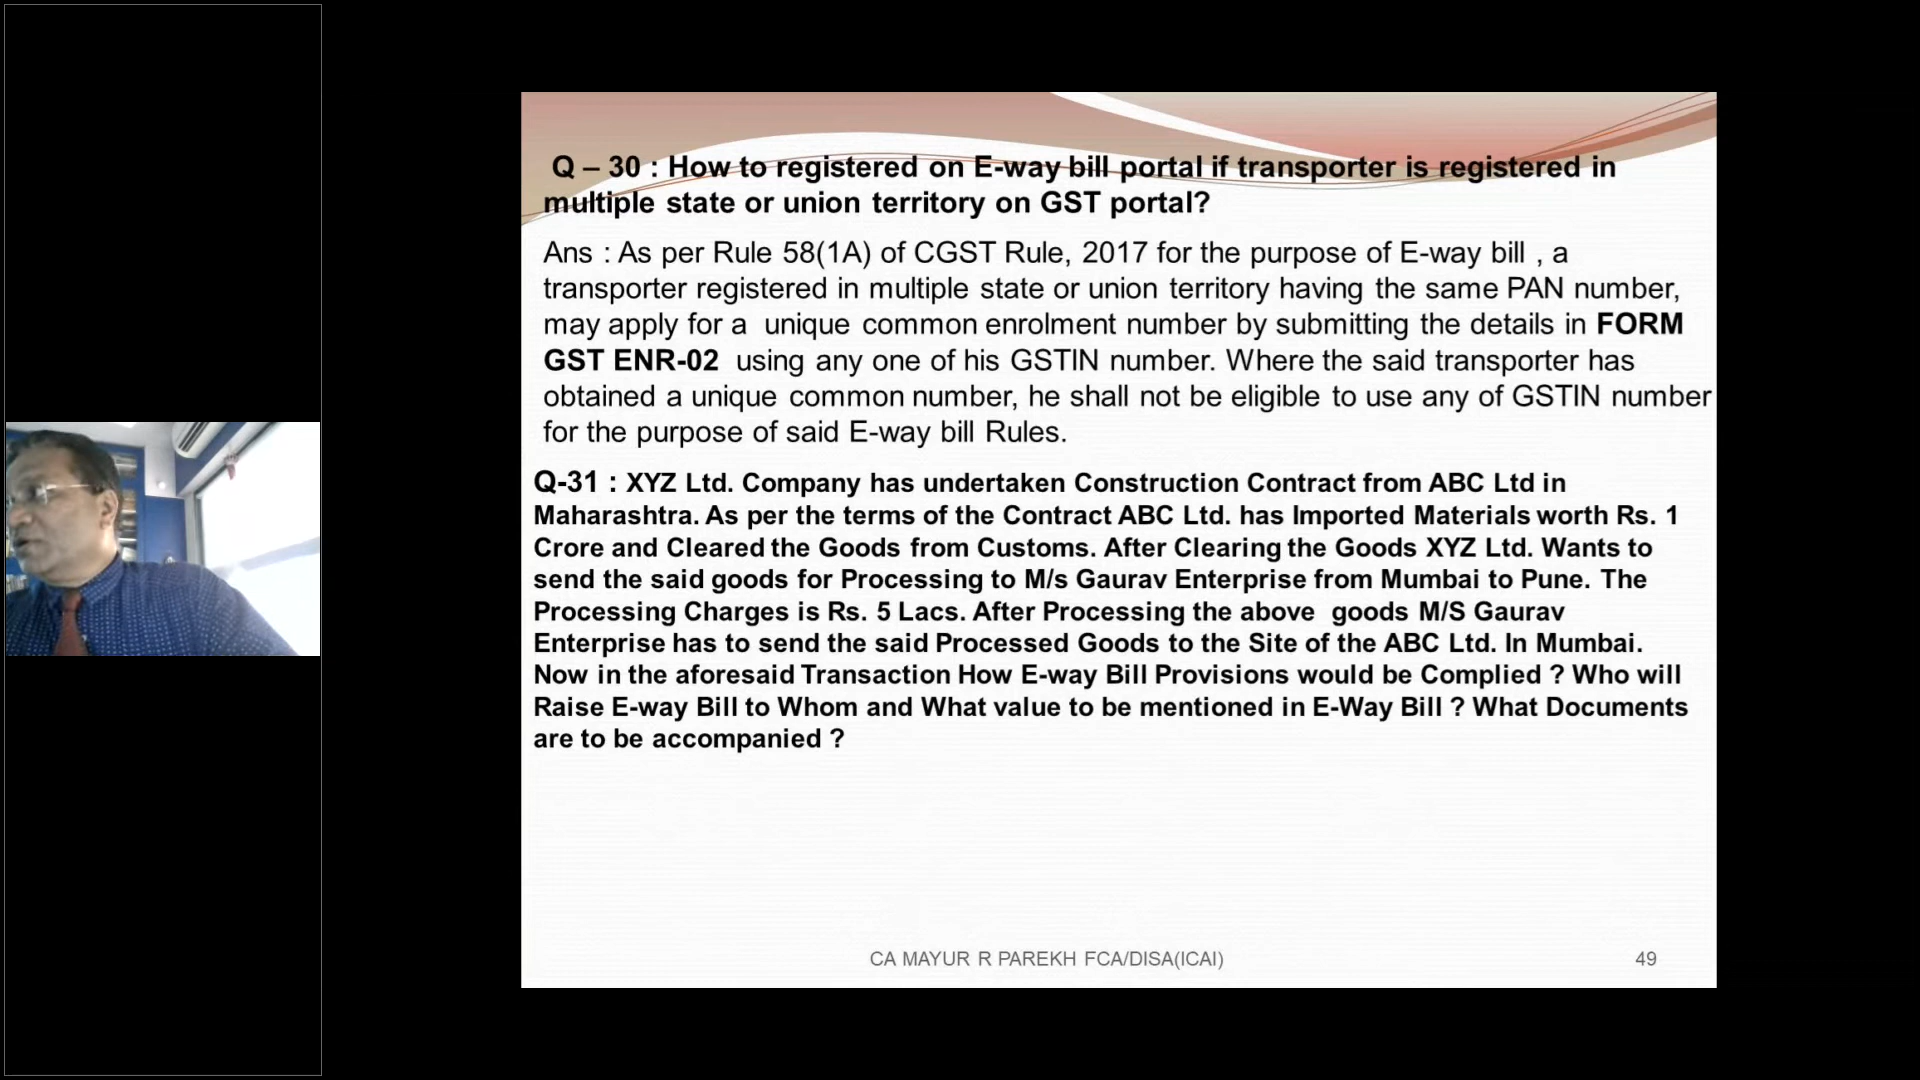 Q – 30 : How to registered on E-way bill portal if transporter is registered in
multiple state or union territory on GST portal?
Ans : As per Rule 58(1A) of CGST Rule, 2017 for the purpose of E-way bill , a
transporter registered in multiple state or union territory having the same PAN number,
may apply for a unique common enrolment number by submitting the details in FORM
GST ENR-02 using any one of his GSTIN number. Where the said transporter has
obtained a unique common number, he shall not be eligible to use any of GSTIN number
for the purpose of said E-way bill Rules.
Q-31 : XYZ Ltd. Company has undertaken Construction Contract from ABC Ltd in
Maharashtra. As per the terms of the Contract ABC Ltd. has Imported Materials worth Rs. 1
Crore and Cleared the Goods from Customs. After Clearing the Goods XYZ Ltd. Wants to
send the said goods for Processing to M/s Gaurav Enterprise from Mumbai to Pune. The
Processing Charges is Rs. 5 Lacs. After Processing the above goods M/S Gaurav
Enterprise has to send the said Processed Goods to the Site of the ABC Ltd. In Mumbai.
Now in the aforesaid Transaction How E-way Bill Provisions would be Complied ? Who will
Raise E-way Bill to Whom and What value to be mentioned in E-Way Bill ? What Documents
are to be accompanied ?
CA MAYUR R PAREKH FCA/DISA(ICAI)
49